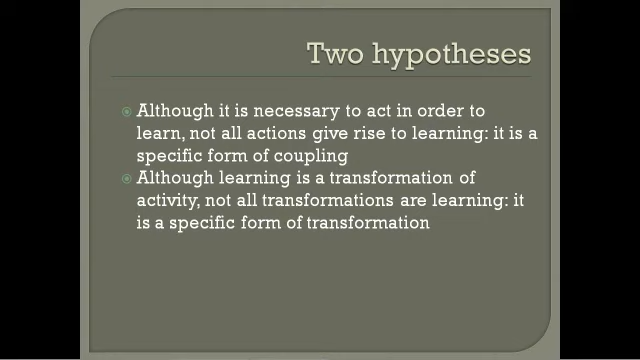 Two hypotheses
Although it is necessary to act in order to
learn, not all actions give rise to learning: it is a
specific form of coupling
Although learning is a transformation of
activity, not all transformations are learning: it
is a specific form of transformation